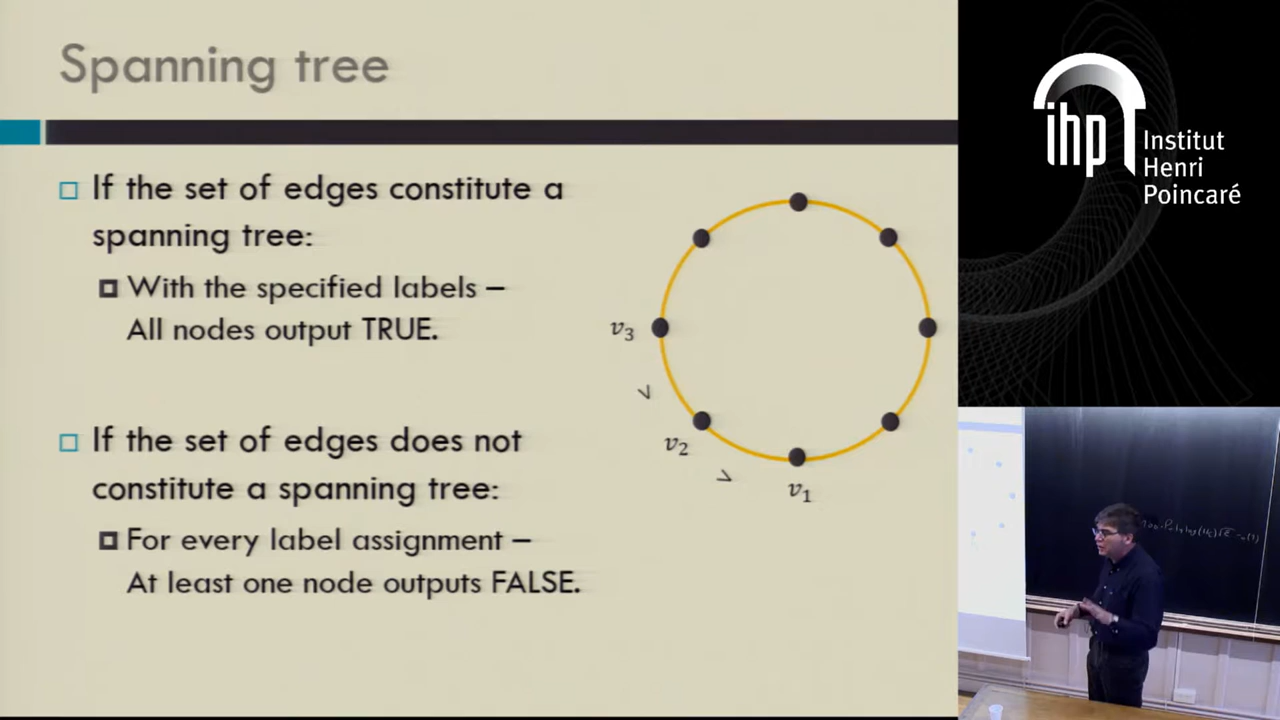 Spanning tree
If the set of edges constitute a
spanning tree:
With the specified labels –
All nodes output TRUE.
If the set of edges does not
constitute a spanning tree:
For every label assignment –
At least one node outputs FALSE.
v₃
>
v₂
>
v₁
ihp
Institut
Henri
Poincaré